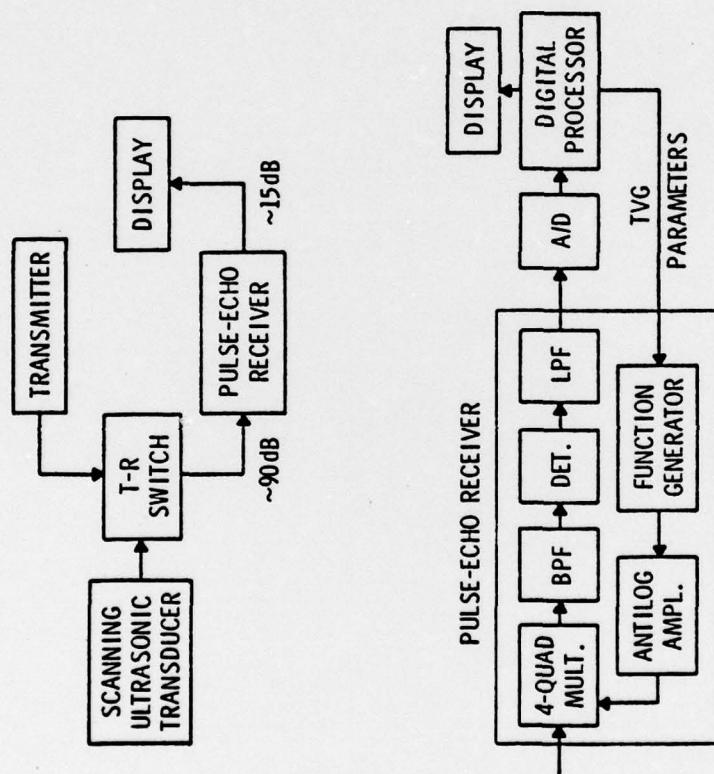 TRANSMITTER
SCANNING
ULTRASONIC
TRANSDUCER
T-R
SWITCH
~90dB
PULSE-ECHO
RECEIVER
~15dB
DISPLAY
PULSE-ECHO RECEIVER
4-QUAD
MULT.
BPF
DET.
LPF
A/D
DIGITAL
PROCESSOR
DISPLAY
TVG
PARAMETERS
FUNCTION
GENERATOR
ANTILOG
AMPL.